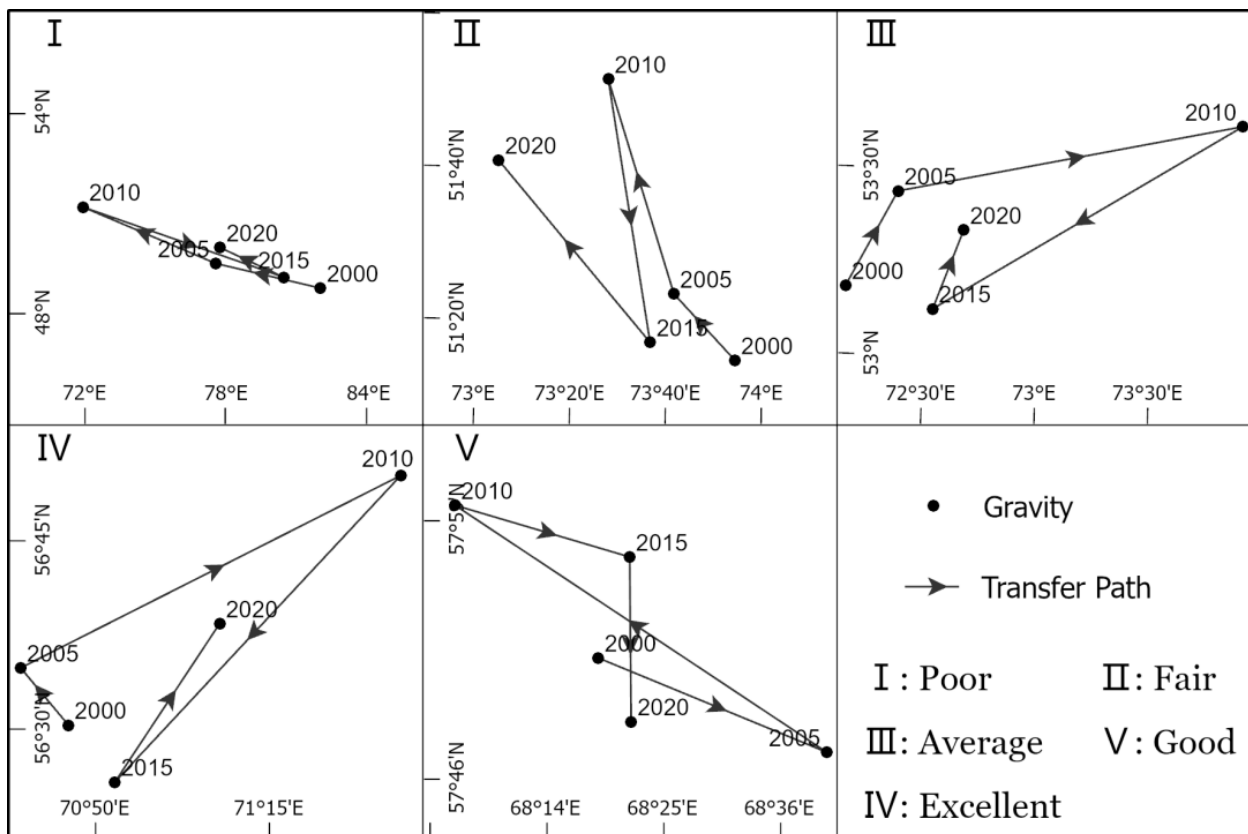 Ⅰ
54°N
48°N
2010
2005
2020
2015
2000
72°E
78°E
84°E
Ⅱ
51°40'N
51°20'N
2010
2020
2005
2015
2000
73°E
73°20'E
73°40'E
74°E
Ⅲ
53°30'N
53°N
2010
2005
2020
2000
2015
72°30'E
73°E
73°30'E
Ⅳ
56°45'N
56°30'N
2010
2020
2005
2000
2015
70°50'E
71°15'E
Ⅴ
57°46'N
2010
2015
2000
2020
2005
68°14'E
68°25'E
68°36'E
Gravity
Transfer Path
Ⅰ: Poor Ⅱ: Fair
Ⅲ: Average Ⅴ: Good
Ⅳ: Excellent